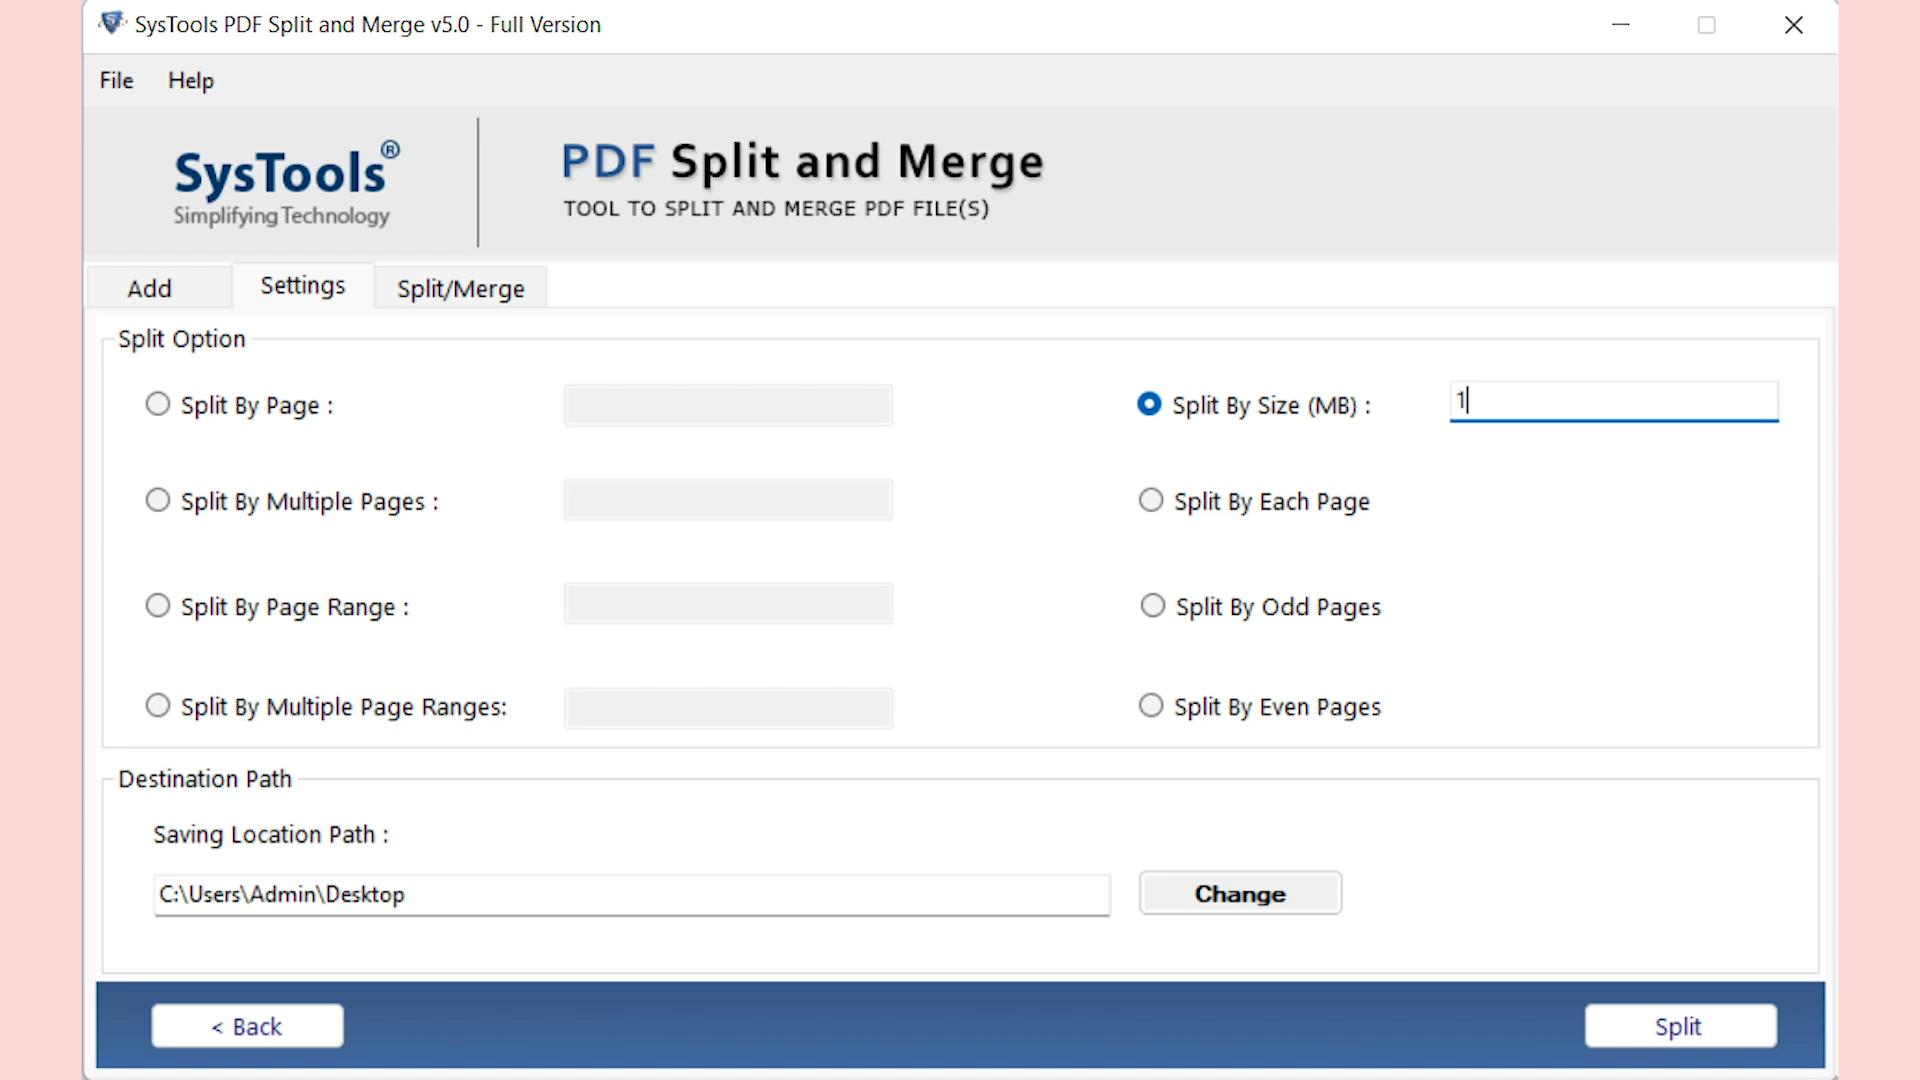 SysTools PDF Split and Merge v5.0 - Full Version
File Help
SysTools®
Simplifying Technology
PDF Split and Merge
TOOL TO SPLIT AND MERGE PDF FILE(S)
Add Settings Split/Merge
Split Option
Split By Page :
Split By Size (MB) : 1
Split By Multiple Pages :
Split By Each Page
Split By Page Range :
Split By Odd Pages
Split By Multiple Page Ranges:
Split By Even Pages
Destination Path
Saving Location Path :
C:\Users\Admin\Desktop
Change
< Back
Split